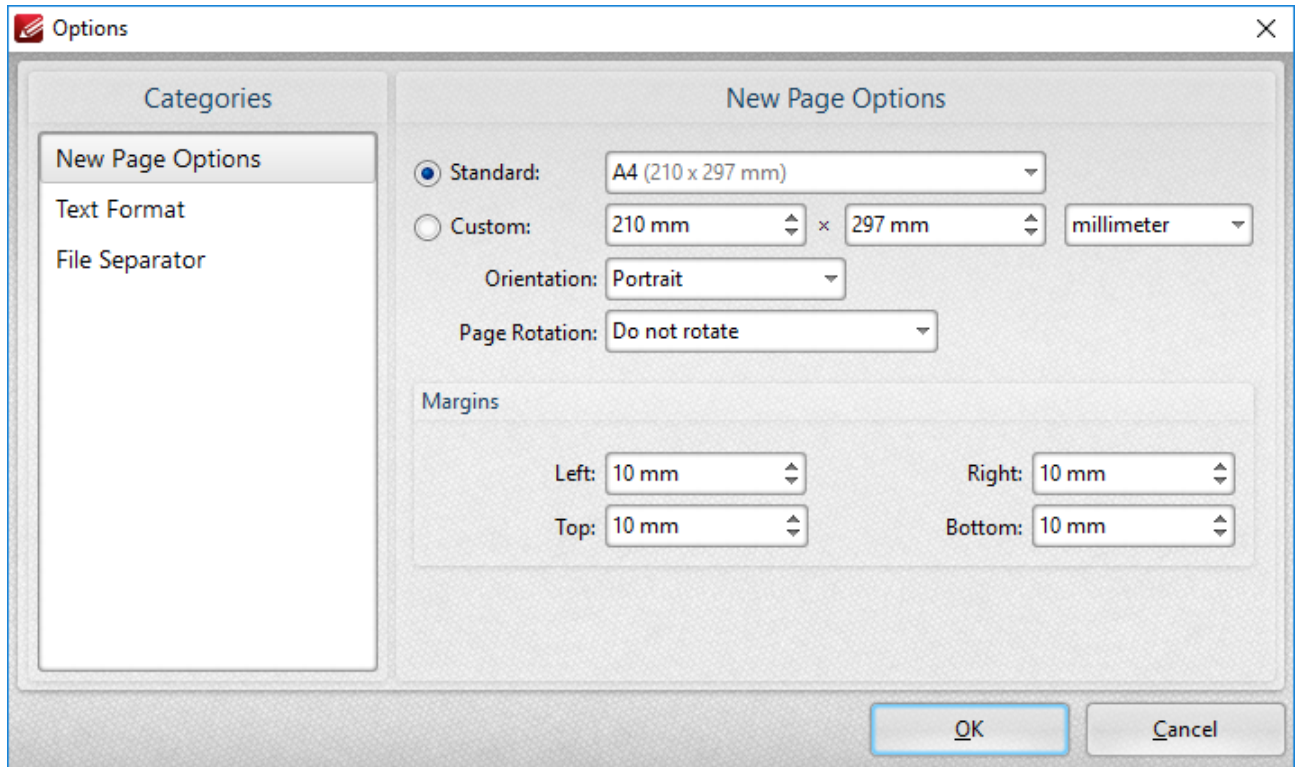 Options
Categories
New Page Options
Text Format
File Separator
New Page Options
Standard: A4 (210 x 297 mm)
Custom: 210 mm × 297 mm millimeter
Orientation: Portrait
Page Rotation: Do not rotate
Margins
Left: 10 mm Right: 10 mm
Top: 10 mm Bottom: 10 mm
OK Cancel